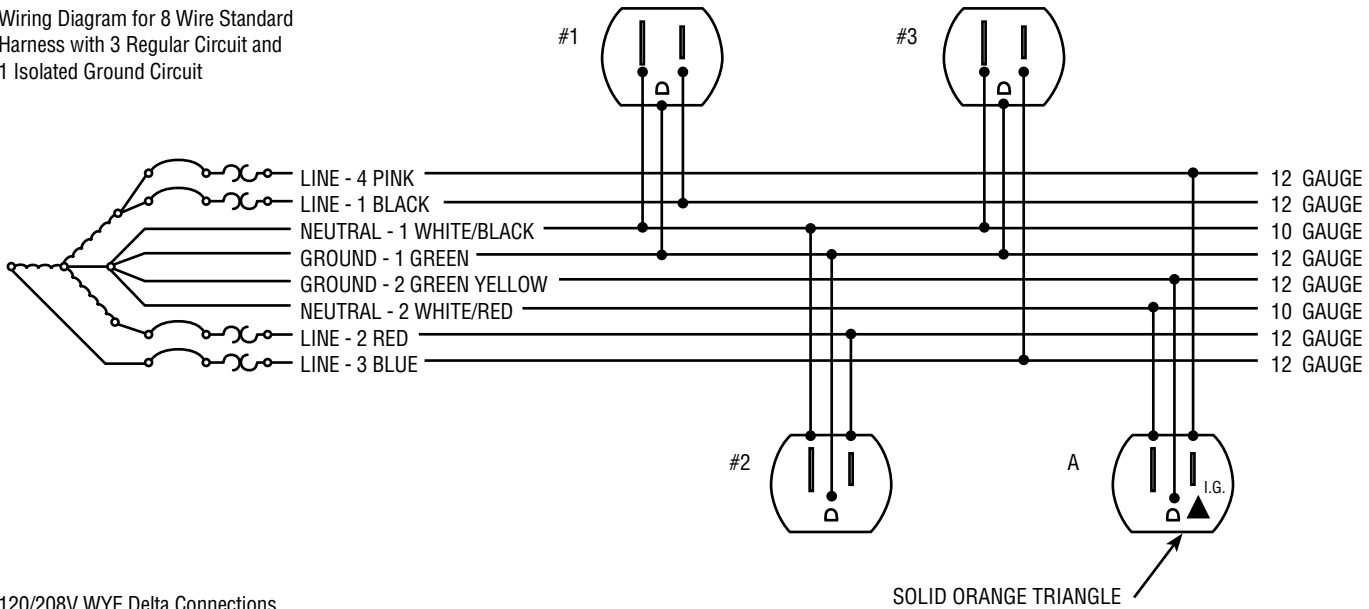 Wiring Diagram for 8 Wire Standard
Harness with 3 Regular Circuit and
1 Isolated Ground Circuit
#1
#3
LINE - 4 PINK
12 GAUGE
LINE - 1 BLACK
12 GAUGE
NEUTRAL - 1 WHITE/BLACK
10 GAUGE
GROUND - 1 GREEN
12 GAUGE
GROUND - 2 GREEN YELLOW
12 GAUGE
NEUTRAL - 2 WHITE/RED
10 GAUGE
LINE - 2 RED
12 GAUGE
LINE - 3 BLUE
12 GAUGE
#2
A
I.G.
SOLID ORANGE TRIANGLE
120/208V WYE Delta Connections